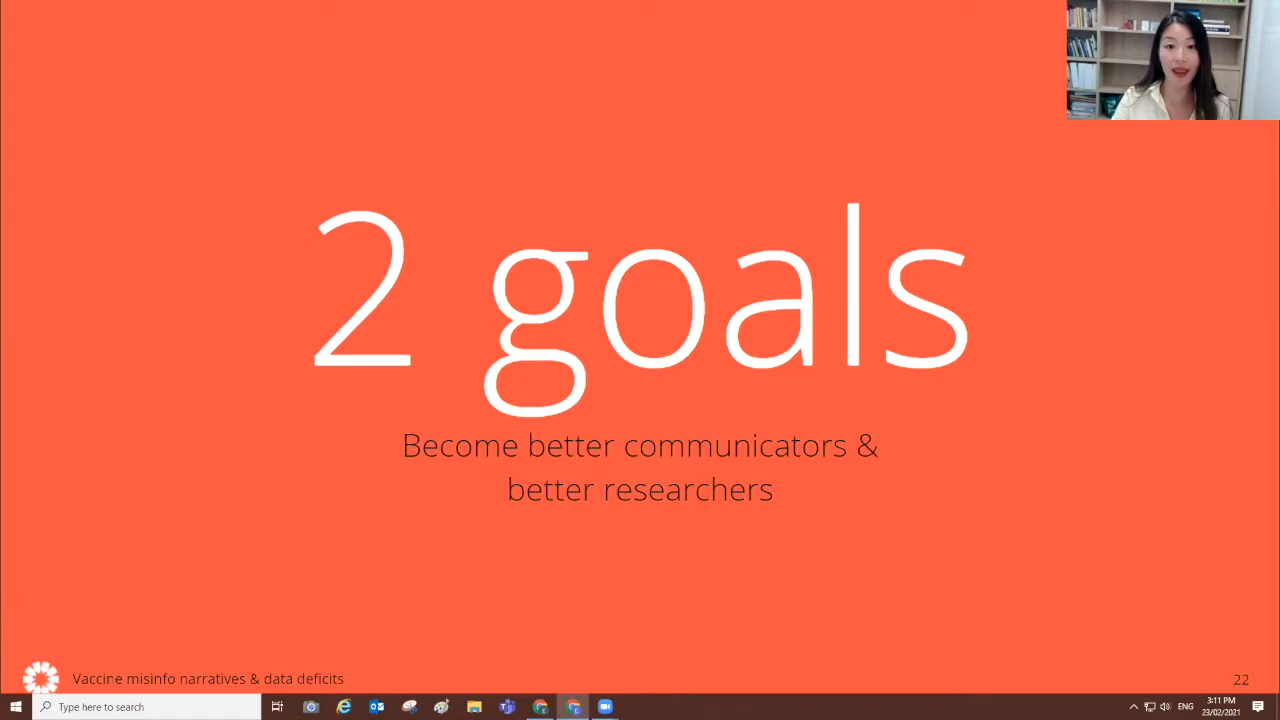 2 goals
Become better communicators &
better researchers
Vaccine misinfo narratives & data deficits
22
Type here to search
ENG
3:11 PM
23/02/2021